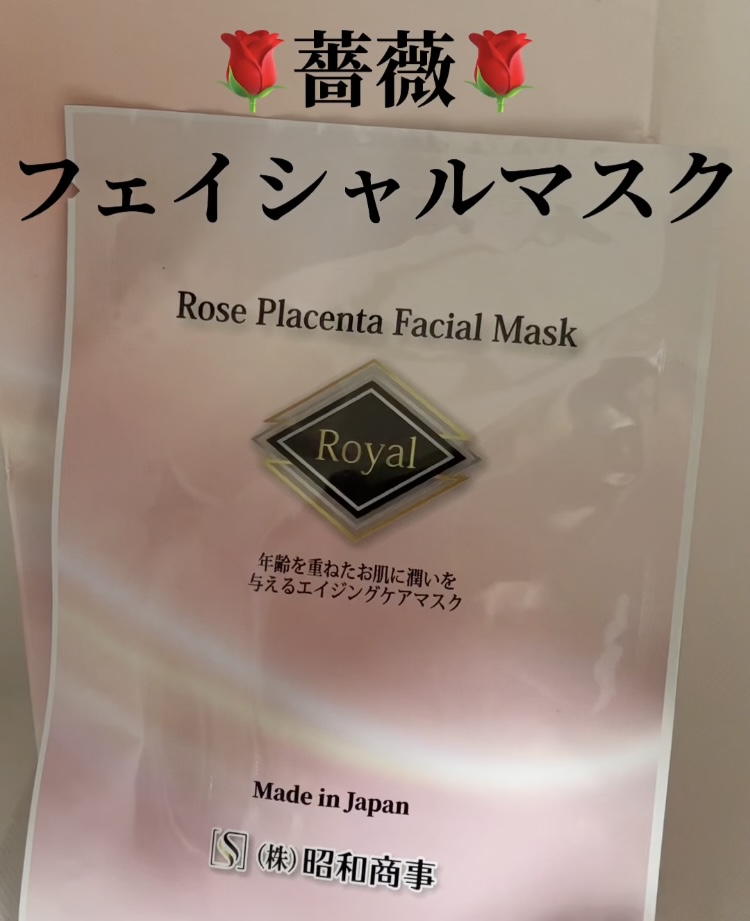 🌹薔薇🌹
フェイシャルマスク
Rose Placenta Facial Mask
Royal
年齢を重ねたお肌に潤いを
与えるエイジングケアマスク
Made in Japan
[S] (株)昭和商事